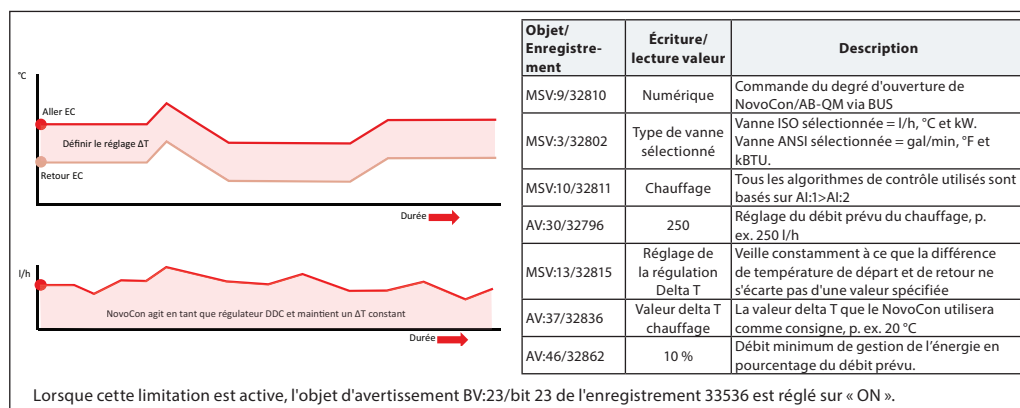 °C
Aller EC
Définir le réglage ΔT
Retour EC
Durée
l/h
NovoCon agit en tant que régulateur DDC et maintient un ΔT constant
Durée
Objet/
Enregistre-
ment
Écriture/
lecture valeur
Description
MSV:9/32810
Numérique
Commande du degré d'ouverture de
NovoCon/AB-QM via BUS
MSV:3/32802
Type de vanne
sélectionné
Vanne ISO sélectionnée = l/h, °C et kW.
Vanne ANSI sélectionnée = gal/min, °F et
kBTU.
MSV:10/32811
Chauffage
Tous les algorithmes de contrôle utilisés sont
basés sur AI:1>AI:2
AV:30/32796
250
Réglage du débit prévu du chauffage, p.
ex. 250 l/h
MSV:13/32815
Réglage de
la régulation
Delta T
Veille constamment à ce que la différence
de température de départ et de retour ne
s'écarte pas d'une valeur spécifiée
AV:37/32836
Valeur delta T
chauffage
La valeur delta T que le NovoCon utilisera
comme consigne, p. ex. 20 °C
AV:46/32862
10 %
Débit minimum de gestion de l'énergie en
pourcentage du débit prévu.
Lorsque cette limitation est active, l'objet d'avertissement BV:23/bit 23 de l'enregistrement 33536 est réglé sur « ON ».